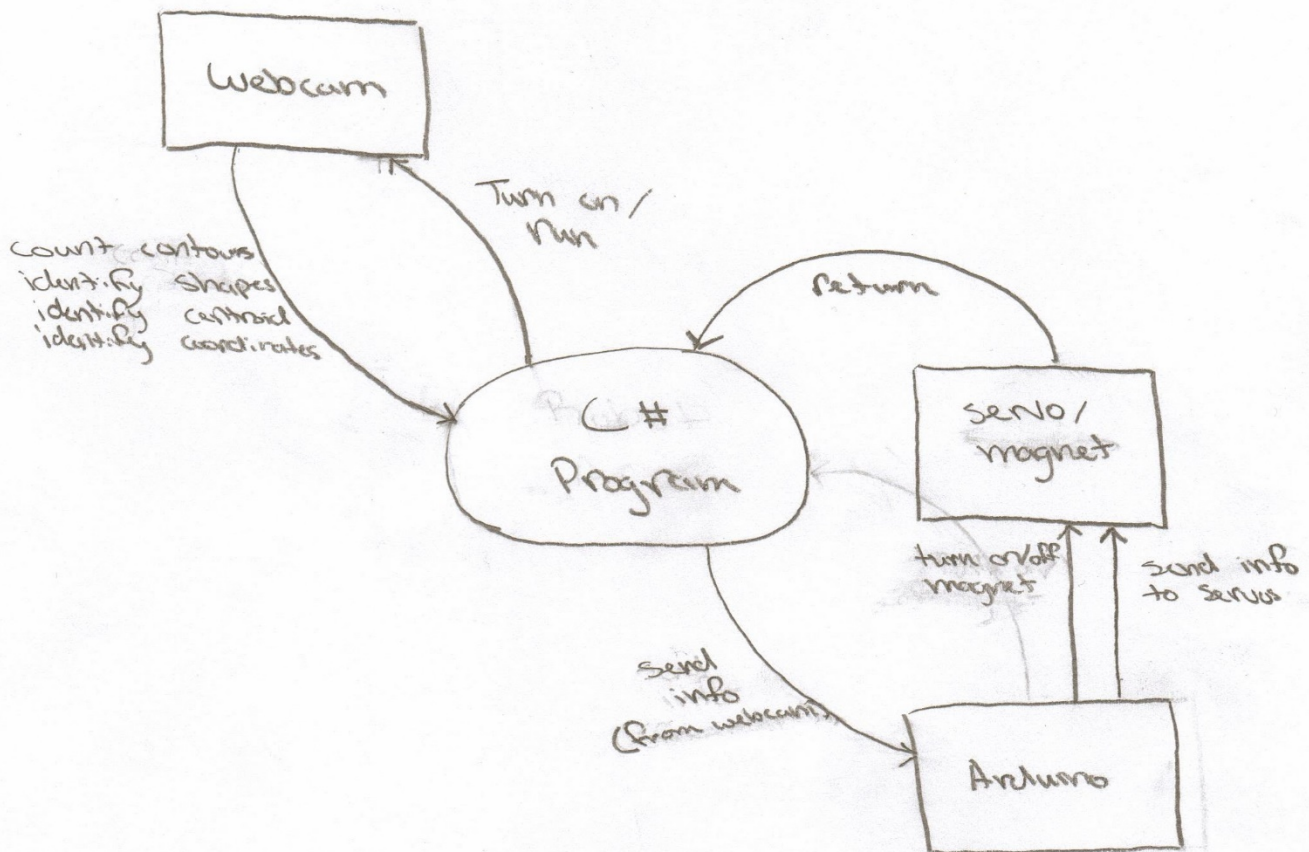 Webcam
Turn on /
run
count contours
identify shapes
identify centroid
identify coordinates
return
C#
Program
servo/
magnet
turn on/off
magnet
send info
to servos
send
info
(from webcam)
Arduino